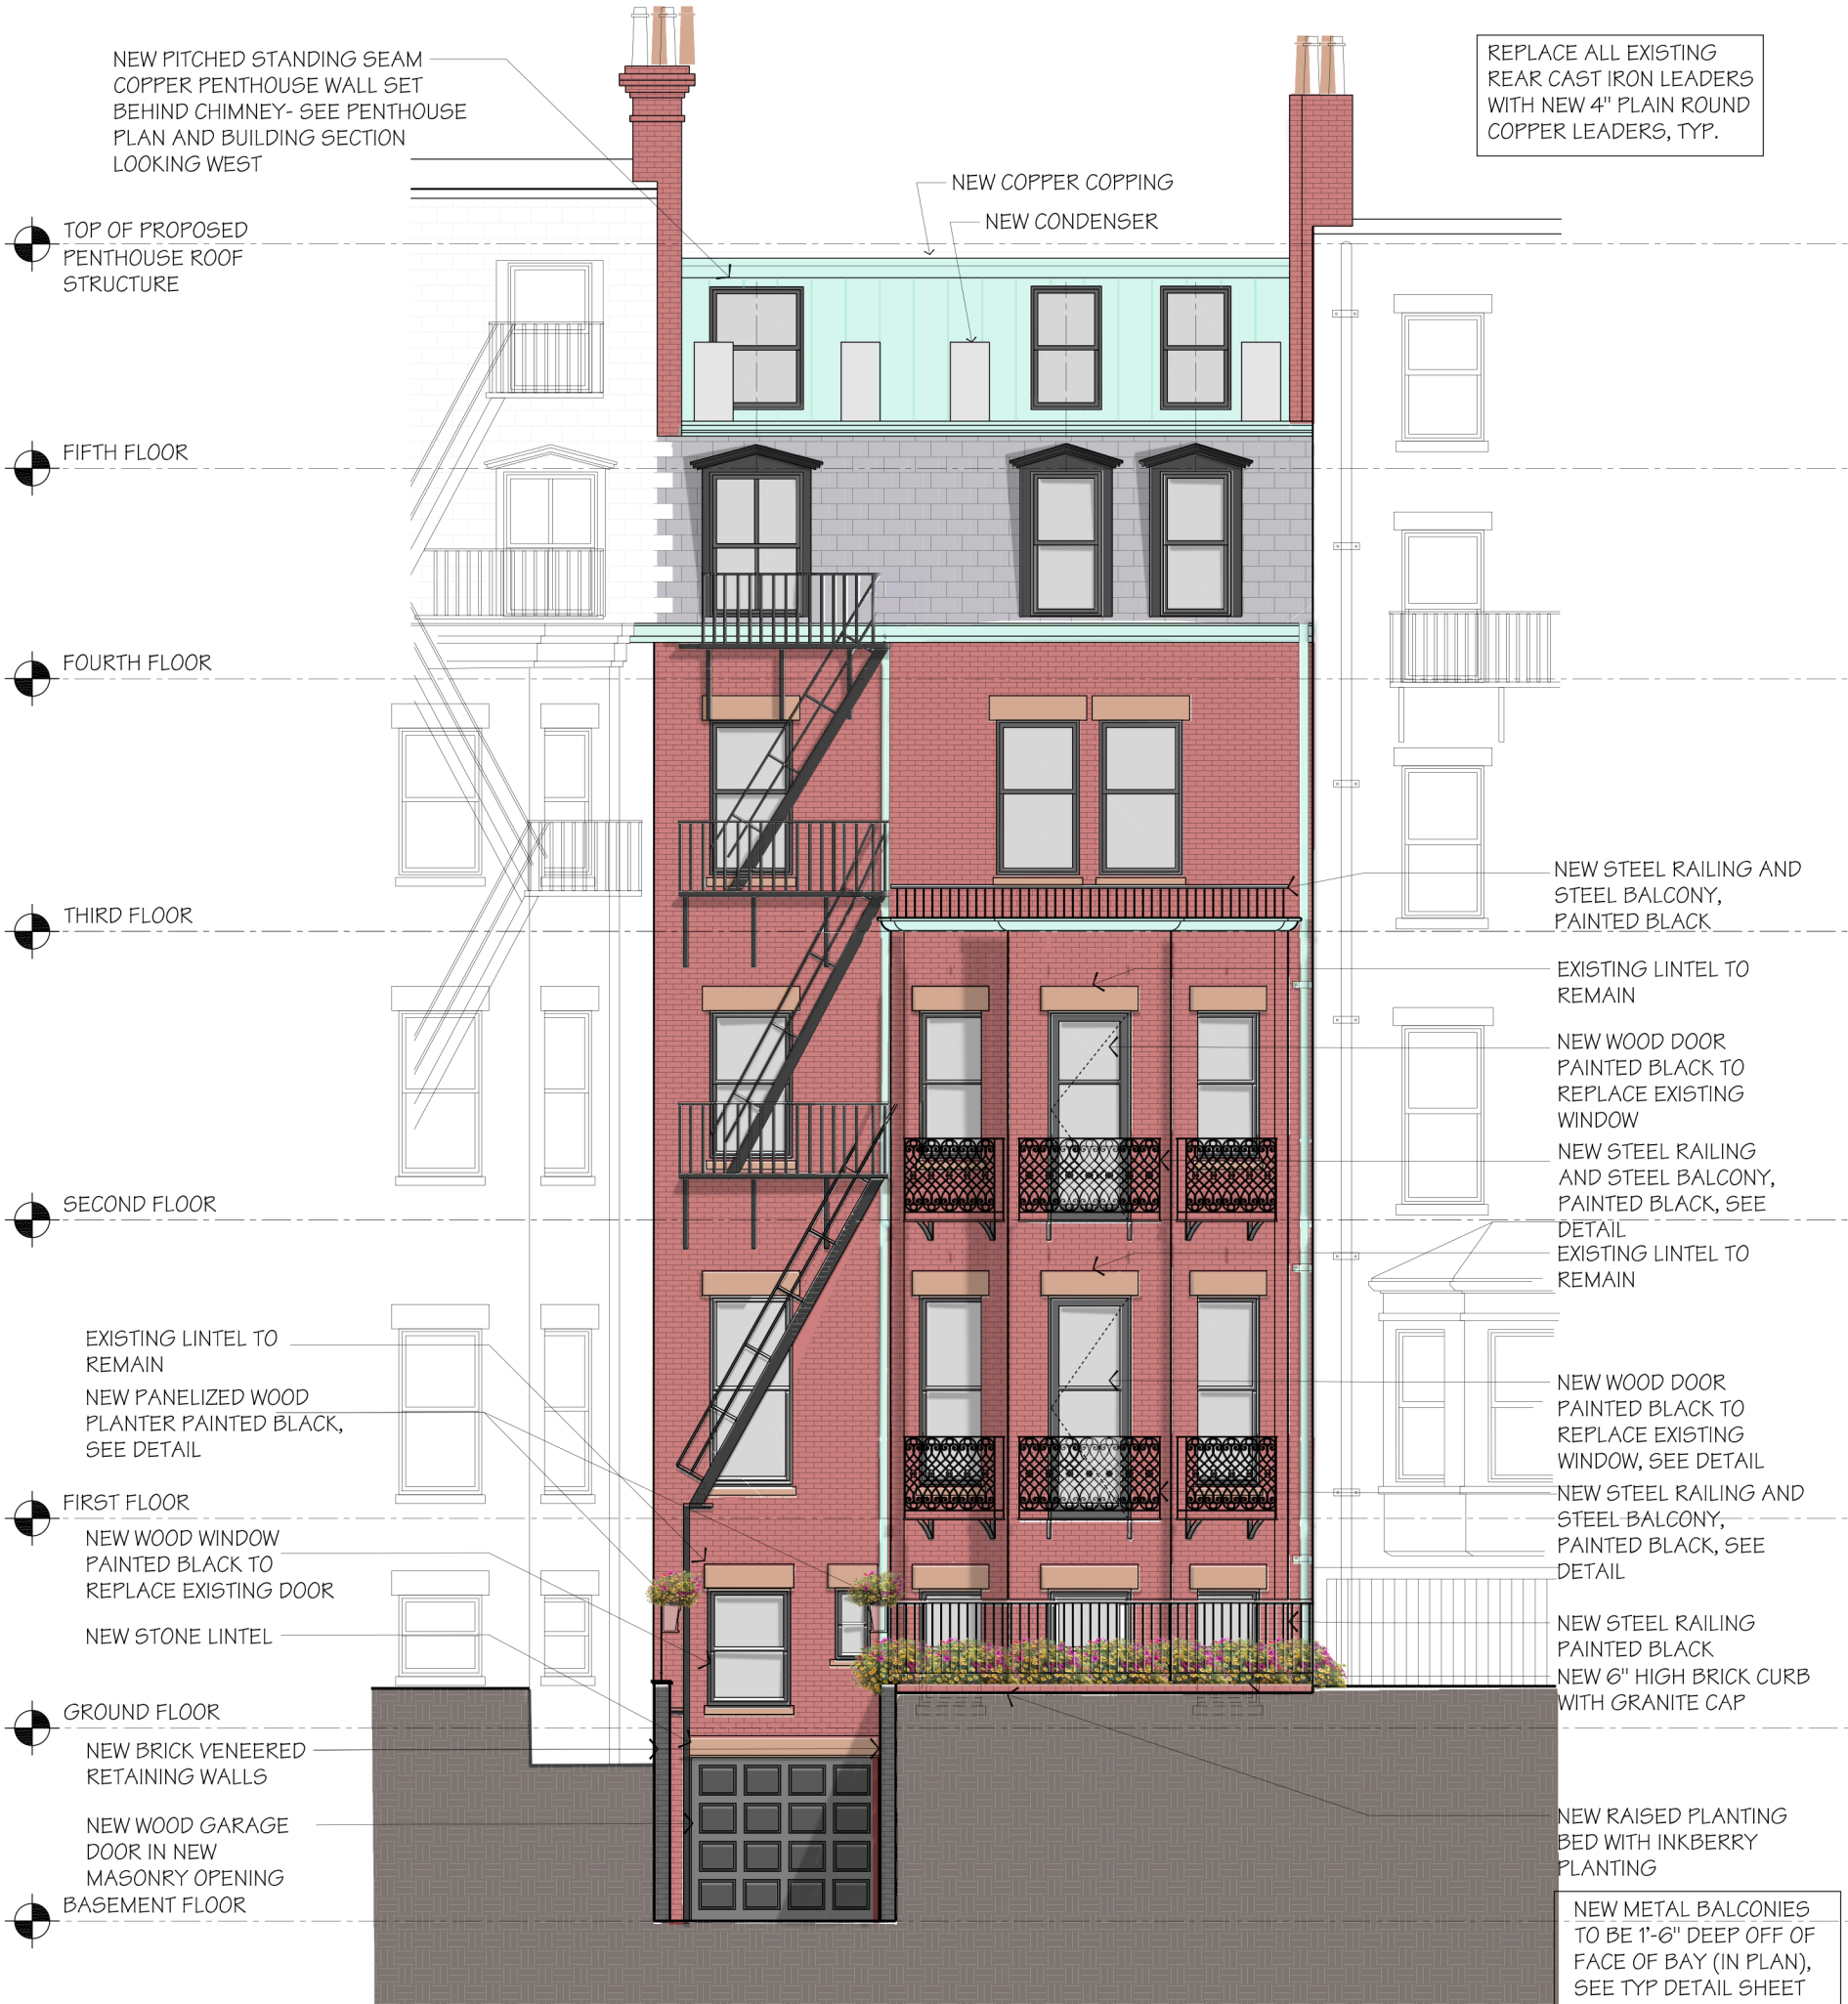 NEW PITCHED STANDING SEAM
COPPER PENTHOUSE WALL SET
BEHIND CHIMNEY- SEE PENTHOUSE
PLAN AND BUILDING SECTION
LOOKING WEST
REPLACE ALL EXISTING
REAR CAST IRON LEADERS
WITH NEW 4" PLAIN ROUND
COPPER LEADERS, TYP.
NEW COPPER COPPING
NEW CONDENSER
TOP OF PROPOSED
PENTHOUSE ROOF
STRUCTURE
FIFTH FLOOR
FOURTH FLOOR
THIRD FLOOR
SECOND FLOOR
EXISTING LINTEL TO
REMAIN
NEW PANELIZED WOOD
PLANTER PAINTED BLACK,
SEE DETAIL
FIRST FLOOR
NEW WOOD WINDOW
PAINTED BLACK TO
REPLACE EXISTING DOOR
NEW STONE LINTEL
GROUND FLOOR
NEW BRICK VENEERED
RETAINING WALLS
NEW WOOD GARAGE
DOOR IN NEW
MASONRY OPENING
BASEMENT FLOOR
NEW STEEL RAILING AND
STEEL BALCONY,
PAINTED BLACK
EXISTING LINTEL TO
REMAIN
NEW WOOD DOOR
PAINTED BLACK TO
REPLACE EXISTING
WINDOW
NEW STEEL RAILING
AND STEEL BALCONY,
PAINTED BLACK, SEE
DETAIL
EXISTING LINTEL TO
REMAIN
NEW WOOD DOOR
PAINTED BLACK TO
REPLACE EXISTING
WINDOW, SEE DETAIL
NEW STEEL RAILING AND
STEEL BALCONY,
PAINTED BLACK, SEE
DETAIL
NEW STEEL RAILING
PAINTED BLACK
NEW 6" HIGH BRICK CURB
WITH GRANITE CAP
NEW RAISED PLANTING
BED WITH INKBERRY
PLANTING
NEW METAL BALCONIES
TO BE 1'-6" DEEP OFF OF
FACE OF BAY (IN PLAN),
SEE TYP DETAIL SHEET